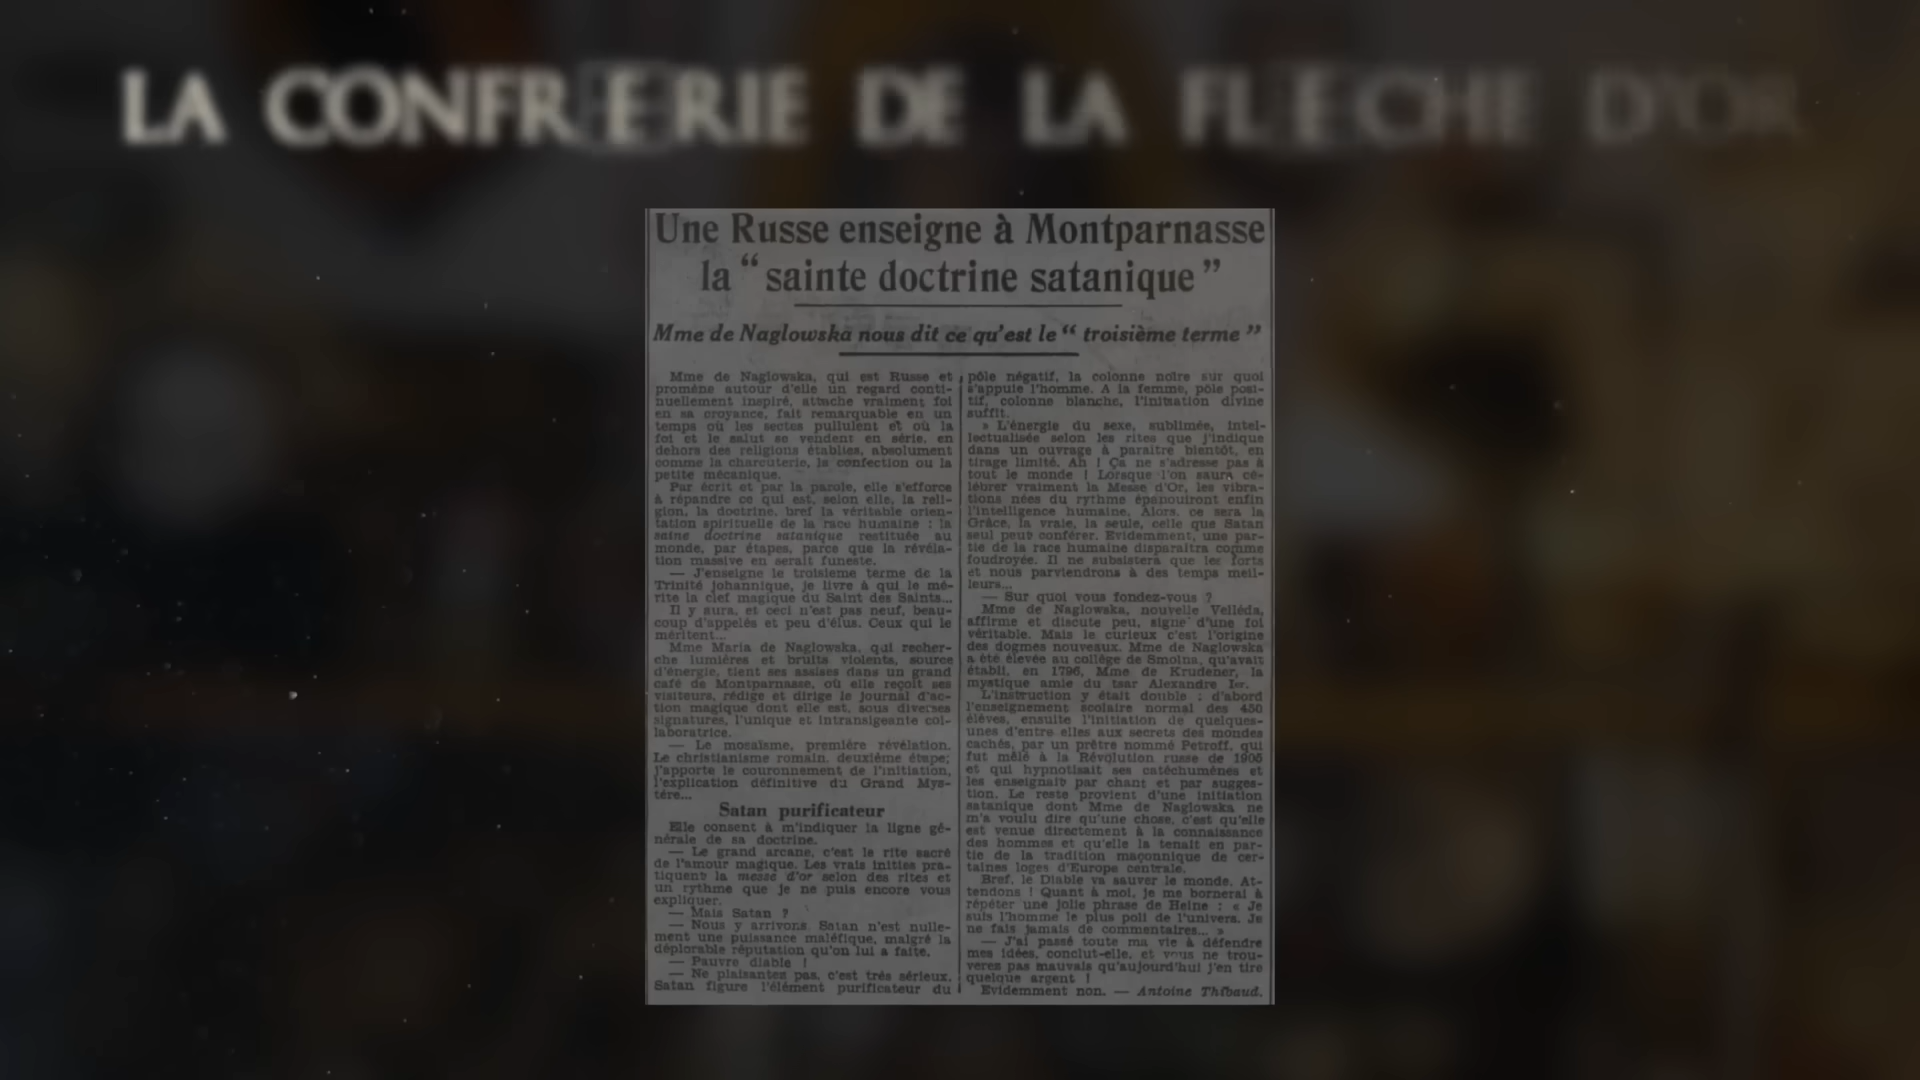 LA CONFRERIE DE LA FLECHE D'OR
Une Russe enseigne à Montparnasse
la “ sainte doctrine satanique ”
Mme de Naglowska nous dit ce qu'est le “ troisième terme ”
Mme de Naglowska, qui est Russe et
promène autour d'elle un regard conti-
nuellement inspiré, attache vraiment foi
en sa croyance, fait remarquable en un
temps où les sectes pullulent et où la
foi et le salut se vendent en série, en
dehors des religions établies, absolument
comme la charcuterie, la confection ou la
petite mécanique.
Par écrit et par la parole, elle s'efforce
à répandre ce qui est, selon elle, la reli-
gion, la doctrine, bref la véritable orien-
tation spirituelle de la race humaine : la
saine doctrine satanique restituée au
monde, par étapes, parce que la révéla-
tion massive en serait funeste.
— J'enseigne le troisième terme de la
Trinité johannique, je livre à qui le mé-
rite la clef magique du Saint des Saints...
Il y aura, et ceci n'est pas neuf, beau-
coup d'appelés et peu d'élus. Ceux qui le
méritent...
Mme Maria de Naglowska, qui recher-
che lumières et bruits violents, source
d'énergie, tient ses assises dans un grand
café de Montparnasse, où elle reçoit ses
visiteurs, rédige et dirige le journal d'ac-
tion magique dont elle est, sous diverses
signatures, l'unique et intransigeante col-
laboratrice.
— Le mosaïsme, première révélation.
Le christianisme romain, deuxième étape;
j'apporte le couronnement de l'initiation,
l'explication définitive du Grand Mys-
tère...
Satan purificateur
Elle consent à m'indiquer la ligne gé-
nérale de sa doctrine.
— Le grand arcane, c'est le rite sacré
de l'amour magique. Les vrais initiés pra-
tiquent la messe d'or selon des rites et
un rythme que je ne puis encore vous
expliquer.
— Mais Satan ?
— Nous y arrivons. Satan n'est nulle-
ment une puissance maléfique, malgré la
déplorable réputation qu'on lui a faite.
— Pauvre diable !
— Ne plaisantez pas, c'est très sérieux.
Satan figure l'élément purificateur du
pôle négatif, la colonne noire sur quoi
s'appuie l'homme. A la femme, pôle posi-
tif, colonne blanche, l'initiation divine
suffit.
» L'énergie du sexe, sublimée, intel-
lectualisée selon les rites que j'indique
dans un ouvrage à paraître bientôt, en
tirage limité. Ah ! Ça ne s'adresse pas à
tout le monde ! Lorsque l'on saura cé-
lébrer vraiment la Messe d'Or, les vibra-
tions nées du rythme épanouiront enfin
l'intelligence humaine. Alors, ce sera la
Grâce, la vraie, la seule, celle que Satan
seul peut conférer. Evidemment, une par-
tie de la race humaine disparaîtra comme
foudroyée. Il ne subsistera que les forts
et nous parviendrons à des temps meil-
leurs...
— Sur quoi vous fondez-vous ?
Mme de Naglowska, nouvelle Velléda,
affirme et discute peu, signe d'une foi
véritable. Mais le curieux c'est l'origine
des dogmes nouveaux. Mme de Naglowska
a été élevée au collège de Smolna, qu'avait
établi, en 1796, Mme de Krudener, la
mystique amie du tsar Alexandre Ier.
L'instruction y était double : d'abord
l'enseignement scolaire normal des 450
élèves, ensuite l'initiation de quelques-
unes d'entre elles aux secrets des mondes
cachés, par un prêtre nommé Petroff, qui
fut mêlé à la Révolution russe de 1905
et qui hypnotisait ses catéchumènes et
les enseignait par chant et par sugges-
tion. Le reste provient d'une initiation
satanique dont Mme de Naglowska ne
m'a voulu dire qu'une chose, c'est qu'elle
est venue directement à la connaissance
des hommes et qu'elle la tenait en par-
tie de la tradition maçonnique de cer-
taines loges d'Europe centrale.
Bref, le Diable va sauver le monde. At-
tendons ! Quant à moi, je me bornerai à
répéter une jolie phrase de Heine : « Je
suis l'homme le plus poli de l'univers. Je
ne fais jamais de commentaires... »
— J'ai passé toute ma vie à défendre
mes idées, conclut-elle, et vous ne trou-
verez pas mauvais qu'aujourd'hui j'en tire
quelque argent !
Evidemment non. — Antoine Thibaud.